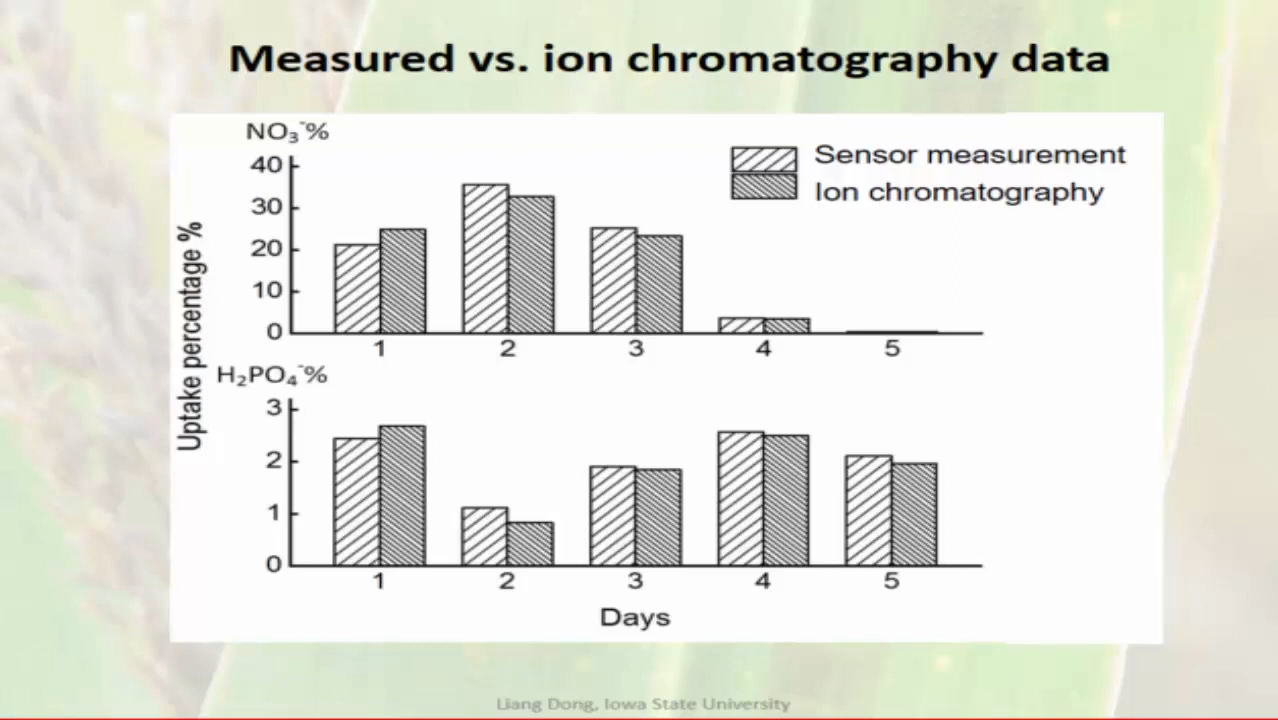 Measured vs. ion chromatography data
NO₃⁻%
Sensor measurement
Ion chromatography
40
30
20
10
0
1 2 3 4 5
Uptake percentage %
H₂PO₄⁻%
3
2
1
0
1 2 3 4 5
Days
Liang Dong, Iowa State University